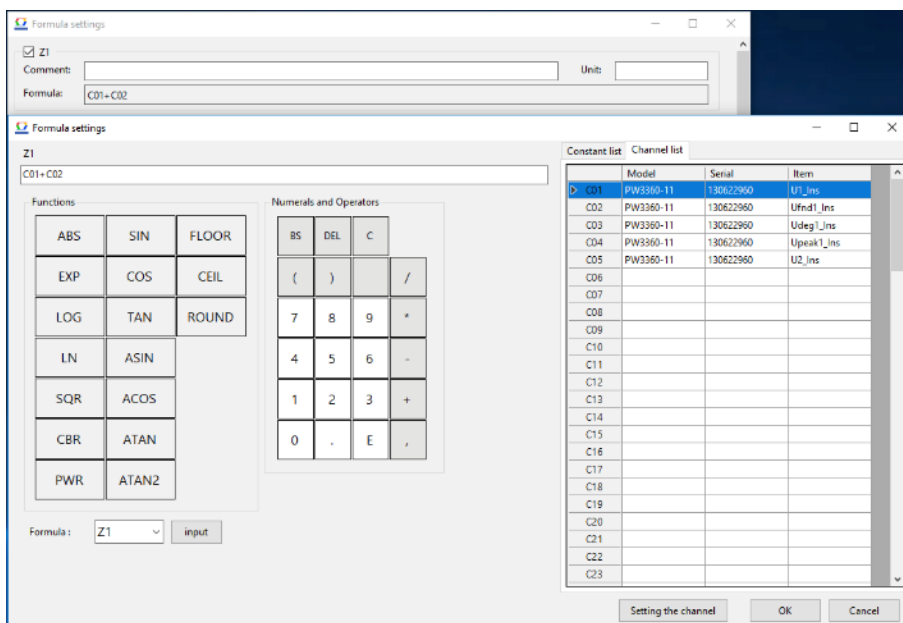 Formula settings
Z1
Comment:
Unit:
Formula: C01+C02
Formula settings
Z1
C01+C02
Functions
ABS SIN FLOOR
EXP COS CEIL
LOG TAN ROUND
LN ASIN
SQR ACOS
CBR ATAN
PWR ATAN2
Numerals and Operators
BS DEL C
( ) /
7 8 9 *
4 5 6 -
1 2 3 +
0 . E ,
Formula : Z1 input
Constant list Channel list
Model Serial Item
C01 PW3360-11 130622960 U1_Ins
C02 PW3360-11 130622960 Ufnd1_Ins
C03 PW3360-11 130622960 Udeg1_Ins
C04 PW3360-11 130622960 Upeak1_Ins
C05 PW3360-11 130622960 U2_Ins
C06
C07
C08
C09
C10
C11
C12
C13
C14
C15
C16
C17
C18
C19
C20
C21
C22
C23
Setting the channel OK Cancel